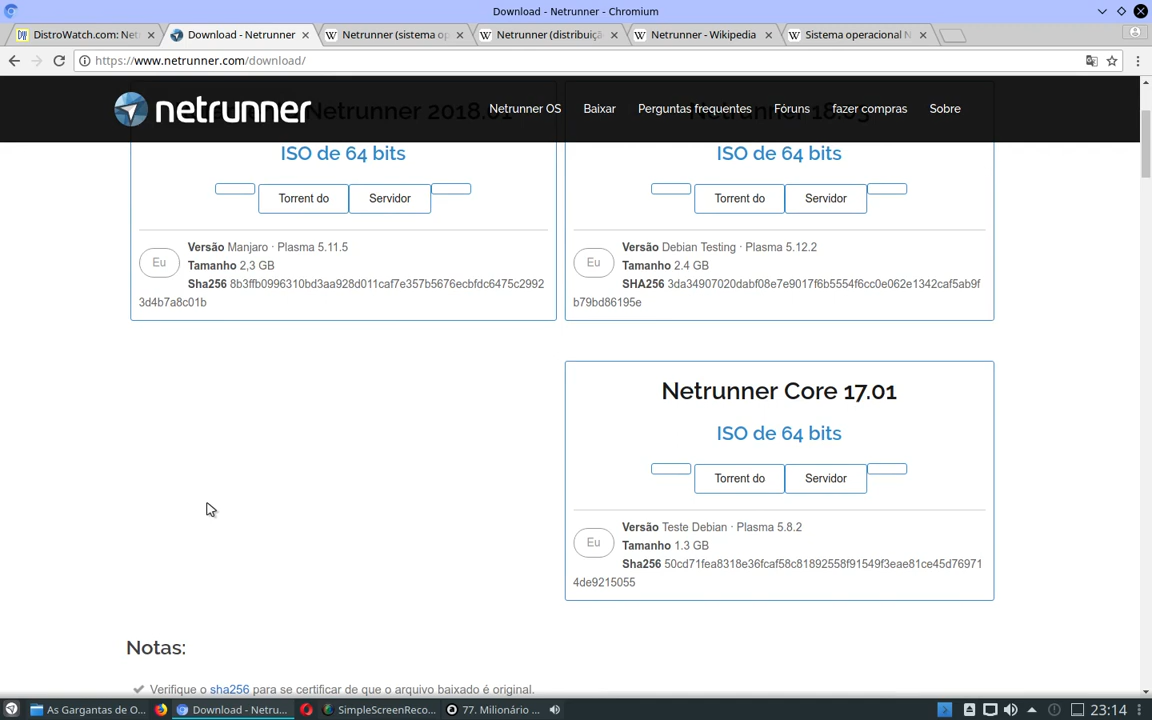 Download - Netrunner - Chromium
DistroWatch.com: Net
Download - Netrunner
Netrunner (sistema op
Netrunner (distribuiçã
Netrunner - Wikipedia
Sistema operacional N
https://www.netrunner.com/download/
netrunner
Netrunner OS
Baixar
Perguntas frequentes
Fóruns
fazer compras
Sobre
Netrunner 2018.01
ISO de 64 bits
Torrent do
Servidor
Eu
Versão Manjaro · Plasma 5.11.5
Tamanho 2,3 GB
Sha256 8b3ffb0996310bd3aa928d011caf7e357b5676ecbfdc6475c2992
3d4b7a8c01b
Netrunner 18.03
ISO de 64 bits
Torrent do
Servidor
Eu
Versão Debian Testing · Plasma 5.12.2
Tamanho 2.4 GB
SHA256 3da34907020dabf08e7e9017f6b5554f6cc0e062e1342caf5ab9f
b79bd86195e
Netrunner Core 17.01
ISO de 64 bits
Torrent do
Servidor
Eu
Versão Teste Debian · Plasma 5.8.2
Tamanho 1.3 GB
Sha256 50cd71fea8318e36fcaf58c81892558f91549f3eae81ce45d76971
4de9215055
Notas:
Verifique o sha256 para se certificar de que o arquivo baixado é original.
As Gargantas de O...
Download - Netru...
SimpleScreenReco...
77. Milionário ...
23:14